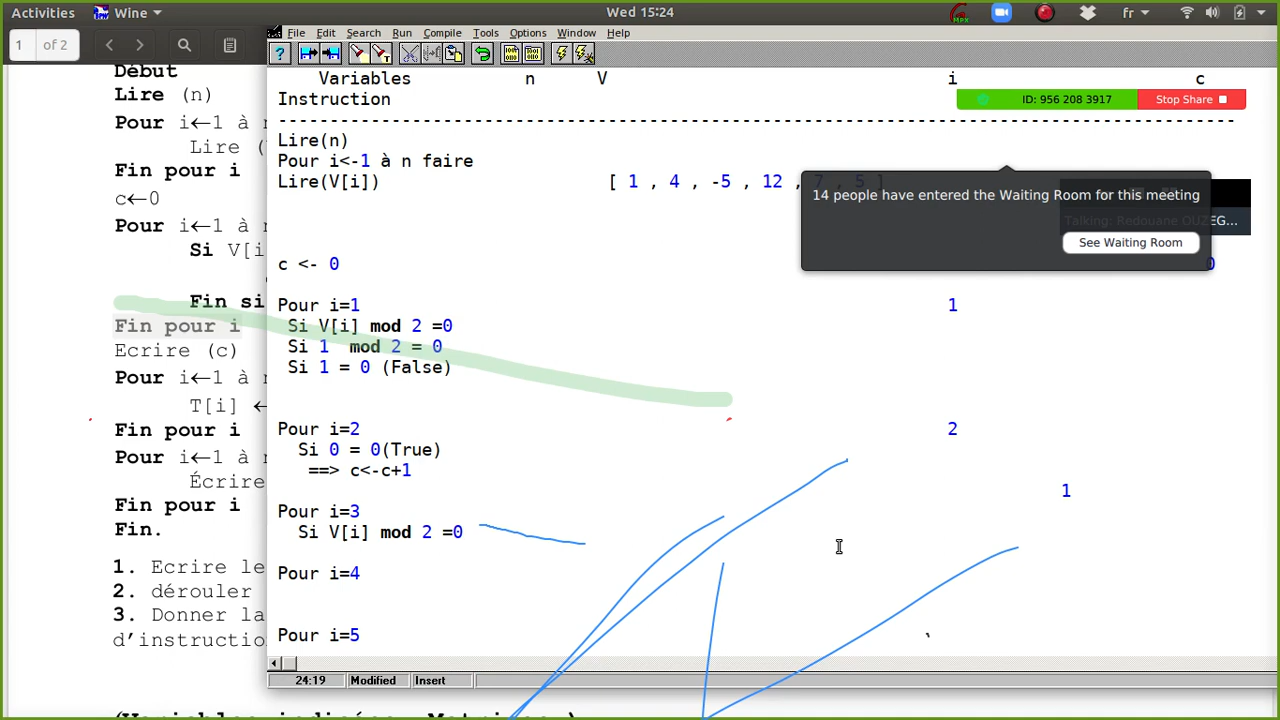 Activities Wine Wed 15:24 fr
1 of 2
File Edit Search Run Compile Tools Options Window Help
Début
Lire (n)
Pour i←1 à n
Lire (
Fin pour i
c←0
Pour i←1 à n
Si V[i
Fin si
Fin pour i
Ecrire (c)
Pour i←1 à n
T[i] ←
Fin pour i
Pour i←1 à n
Écrire
Fin pour i
Fin.
1. Ecrire le
2. dérouler
3. Donner la
d’instructio
Variables n V i c
Instruction
ID: 956 208 3917 Stop Share
Lire(n)
Pour i<-1 à n faire
Lire(V[i]) [ 1 , 4 , -5 , 12 , 7 , 5 ]
14 people have entered the Waiting Room for this meeting
Talking: Redouane OUZEG...
See Waiting Room
c <- 0 0
Pour i=1 1
Si V[i] mod 2 =0
Si 1 mod 2 = 0
Si 1 = 0 (False)
Pour i=2 2
Si 0 = 0(True)
==> c<-c+1
1
Pour i=3
Si V[i] mod 2 =0
Pour i=4
Pour i=5
24:19 Modified Insert